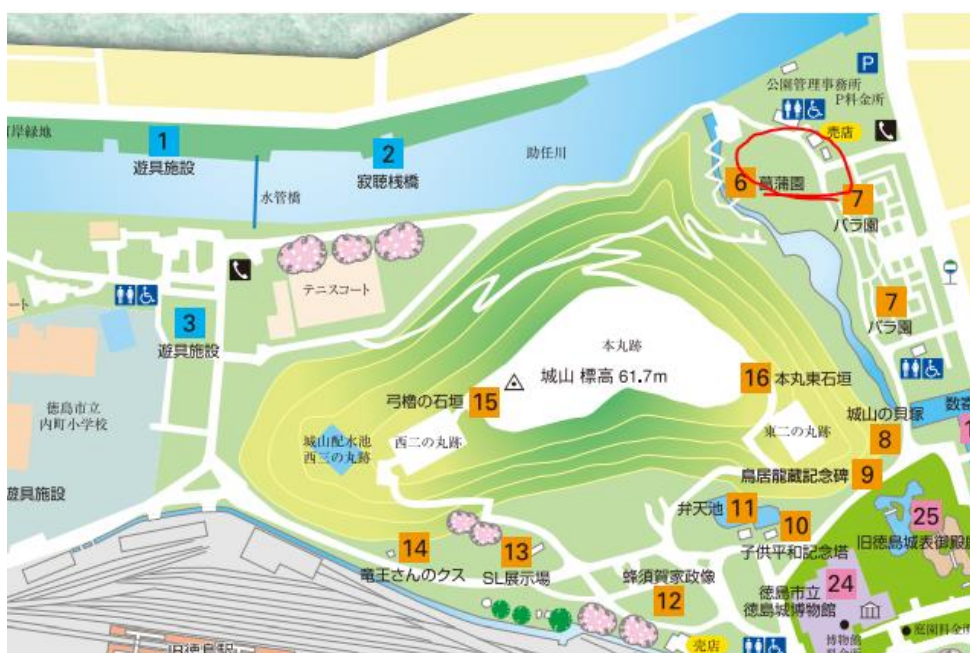 P
公園管理事務所
P料金所
売店
1
遊具施設
2
寂聴桟橋
助任川
水管橋
6
菖蒲園
7
バラ園
7
バラ園
テニスコート
3
遊具施設
徳島市立
内町小学校
遊具施設
本丸跡
城山 標高 61.7m
弓櫓の石垣
15
16
本丸東石垣
城山配水池
西三の丸跡
西二の丸跡
東二の丸跡
城山の貝塚
8
鳥居龍蔵記念碑
9
弁天池
11
10
子供平和記念塔
25
14
竜王さんのクス
13
SL展示場
蜂須賀家政像
12
徳島市立
徳島城博物館
24
売店
JR徳島駅